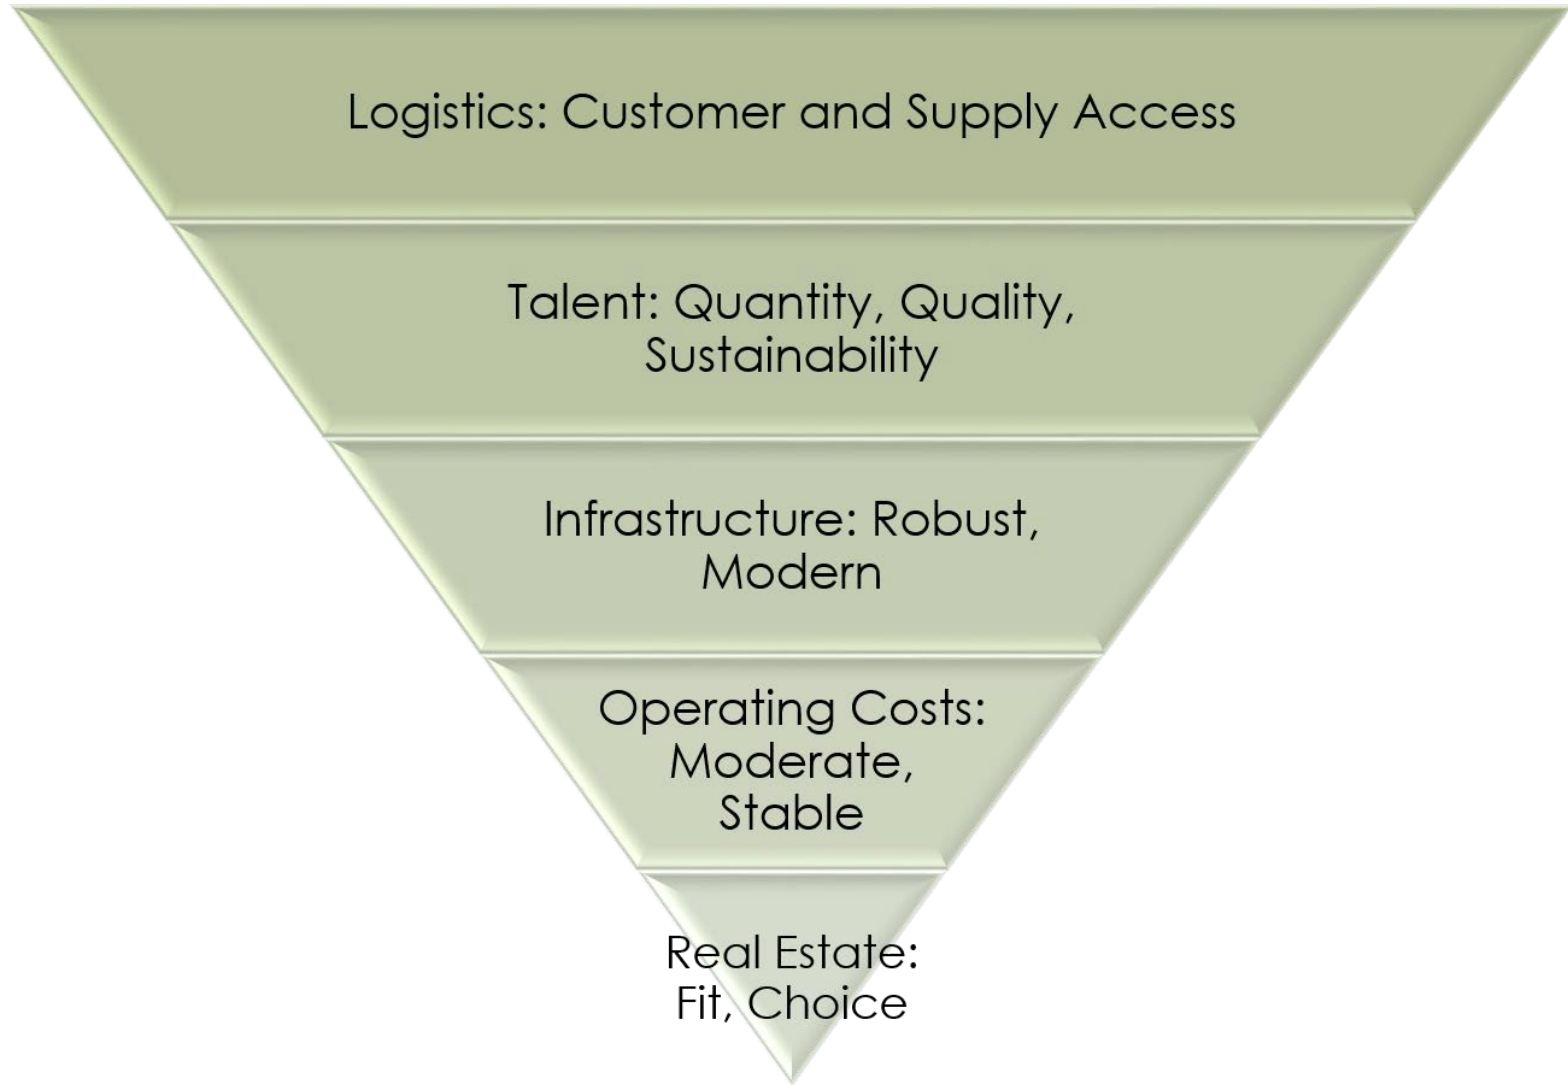 Logistics: Customer and Supply Access
Talent: Quantity, Quality,
Sustainability
Infrastructure: Robust,
Modern
Operating Costs:
Moderate,
Stable
Real Estate:
Fit, Choice